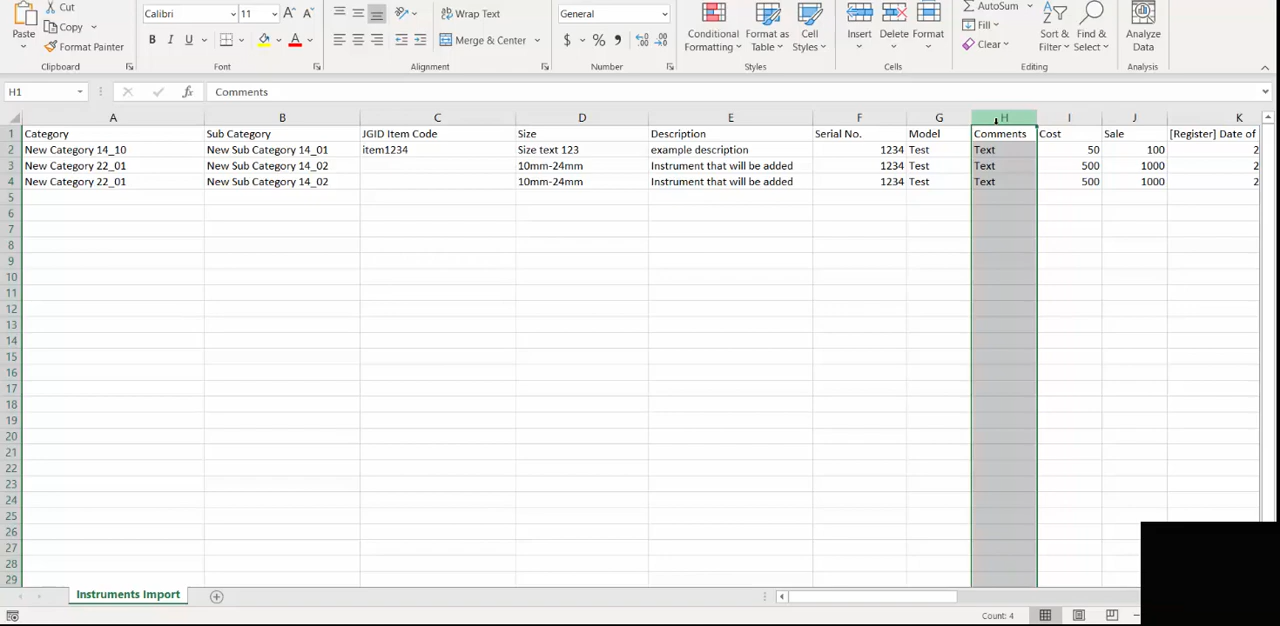 Cut
Copy
Format Painter
Paste
Clipboard
Calibri 11
B I U
Font
Wrap Text
Merge & Center
Alignment
General
$ % 9
Number
Conditional Formatting
Format as Table
Cell Styles
Styles
Insert Delete Format
Cells
AutoSum
Fill
Clear
Sort & Filter
Find & Select
Editing
Analyze Data
Analysis
H1 fx Comments
A B C D E F G H I J K
1 Category Sub Category JGID Item Code Size Description Serial No. Model Comments Cost Sale [Register] Date of
2 New Category 14_10 New Sub Category 14_01 item1234 Size text 123 example description 1234 Test Text 50 100 2
3 New Category 22_01 New Sub Category 14_02 10mm-24mm Instrument that will be added 1234 Test Text 500 1000 2
4 New Category 22_01 New Sub Category 14_02 10mm-24mm Instrument that will be added 1234 Test Text 500 1000 2
5
6
7
8
9
10
11
12
13
14
15
16
17
18
19
20
21
22
23
24
25
26
27
28
29
Instruments Import
Count: 4